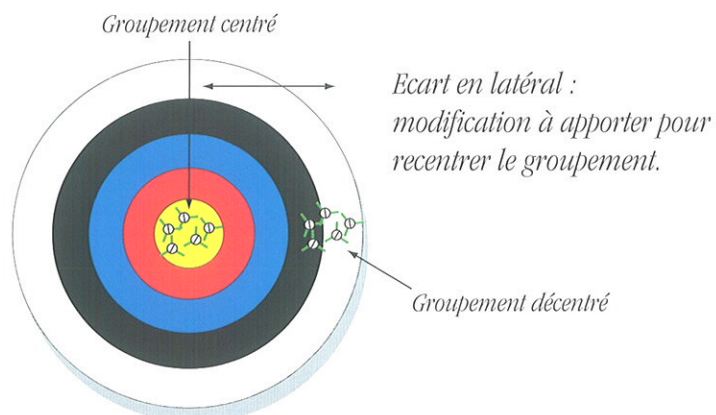 Groupement centré
Ecart en latéral :
modification à apporter pour
recentrer le groupement.
Groupement décentré